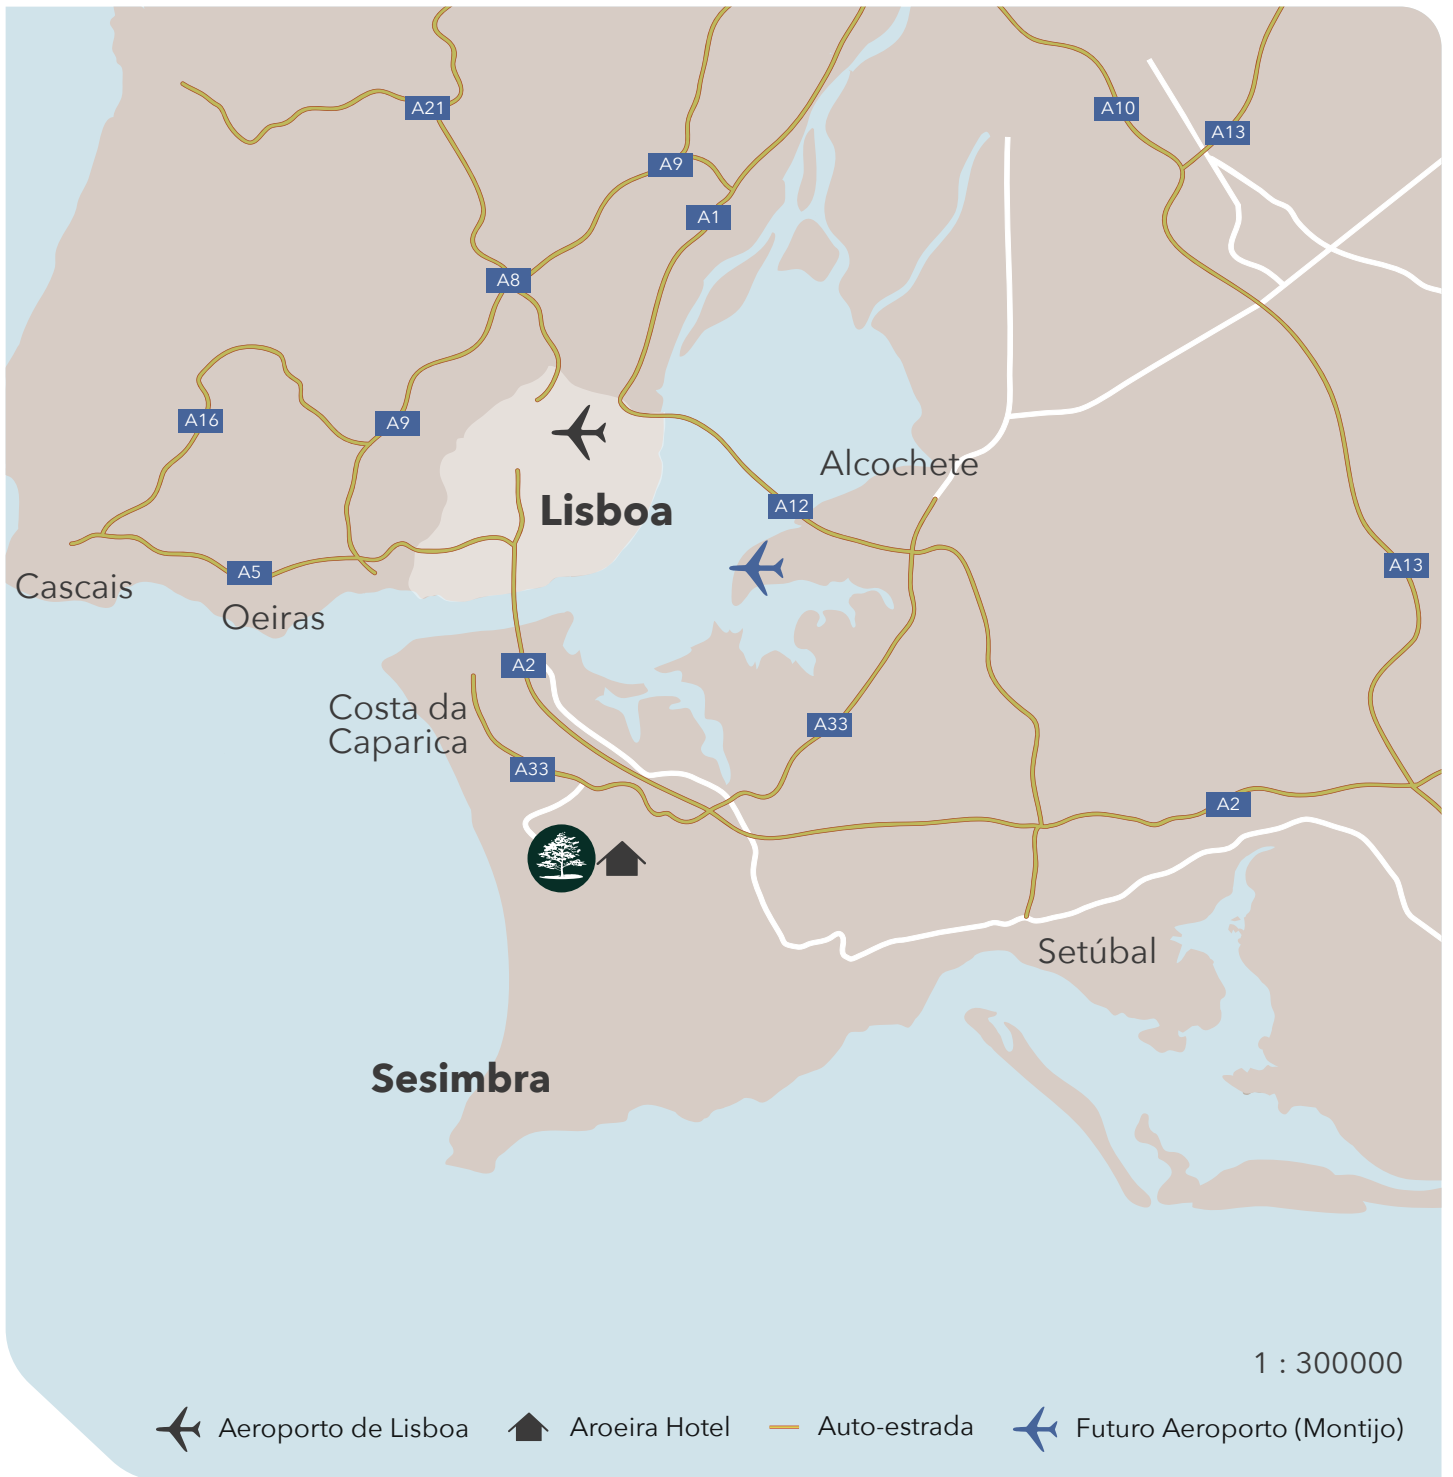 A21
A10
A13
A9
A1
A8
A16
A9
Alcochete
A12
Lisboa
A13
Cascais
A5
Oeiras
A2
Costa da
Caparica
A33
A33
A2
Setúbal
Sesimbra
1 : 300000
Aeroporto de Lisboa
Aroeira Hotel
Auto-estrada
Futuro Aeroporto (Montijo)